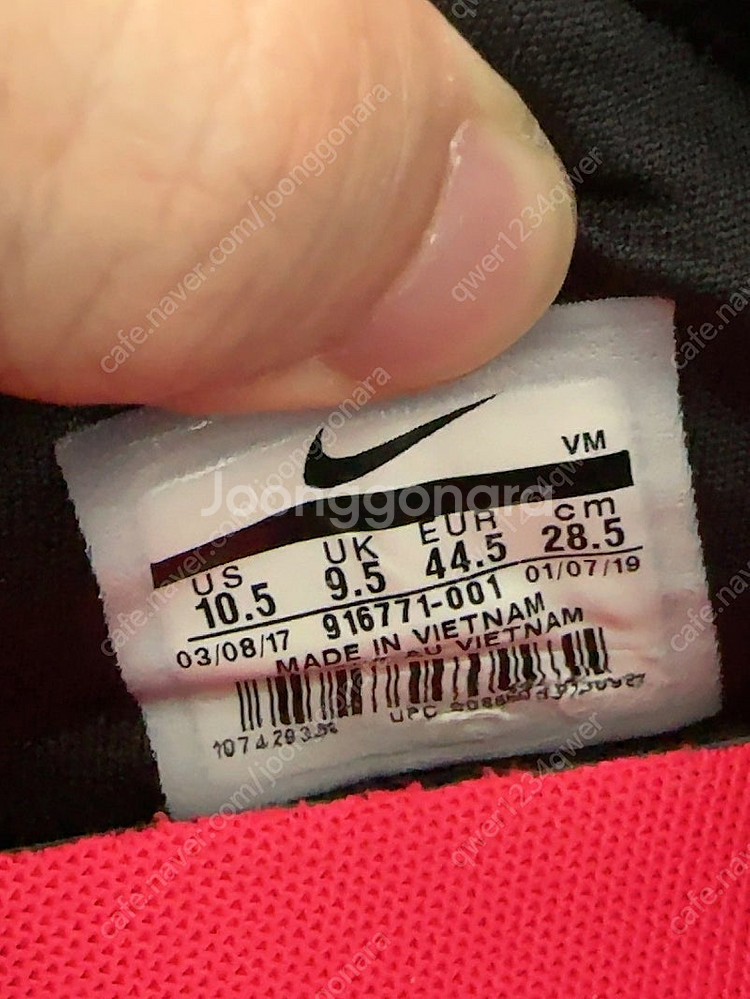 VM
US UK EUR cm
10.5 9.5 44.5 28.5
916771-001
03/08/17 01/07/19
MADE IN VIETNAM
VIETNAM
UPC
Joonggonara
cafe.naver.com/joonggonara
qwer1234qwer